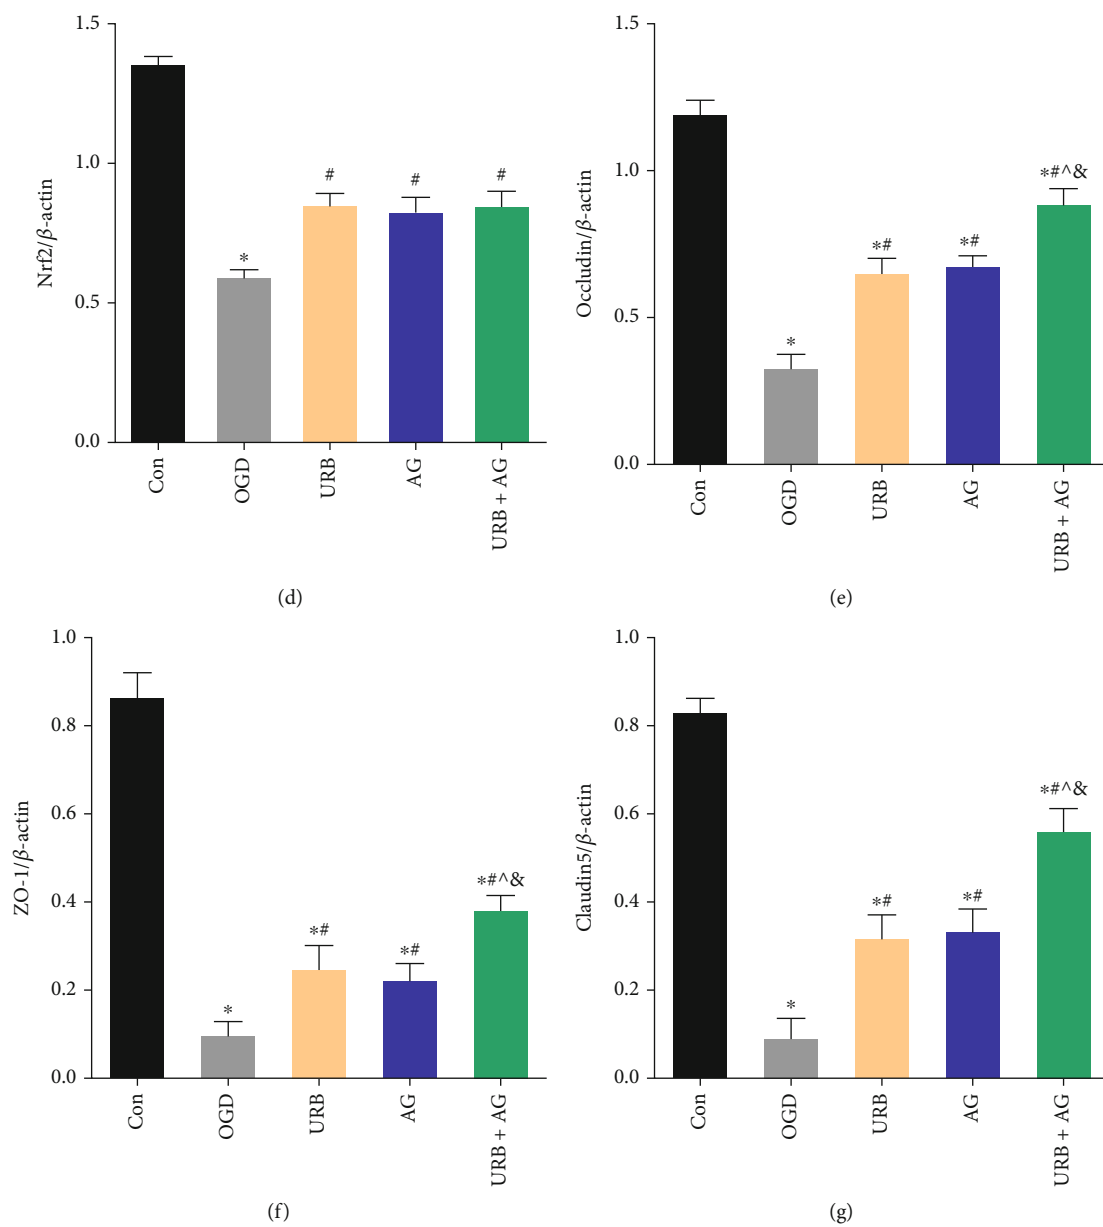 1.5
1.0
0.5
0.0
Nrf2/β-actin
*
#
#
#
Con
OGD
URB
AG
URB + AG
(d)
1.5
1.0
0.5
0.0
Occludin/β-actin
*
*#
*#
*#^&
Con
OGD
URB
AG
URB + AG
(e)
1.0
0.8
0.6
0.4
0.2
0.0
ZO-1/β-actin
*
*#
*#
*#^&
Con
OGD
URB
AG
URB + AG
(f)
1.0
0.8
0.6
0.4
0.2
0.0
Claudin5/β-actin
*
*#
*#
*#^&
Con
OGD
URB
AG
URB + AG
(g)